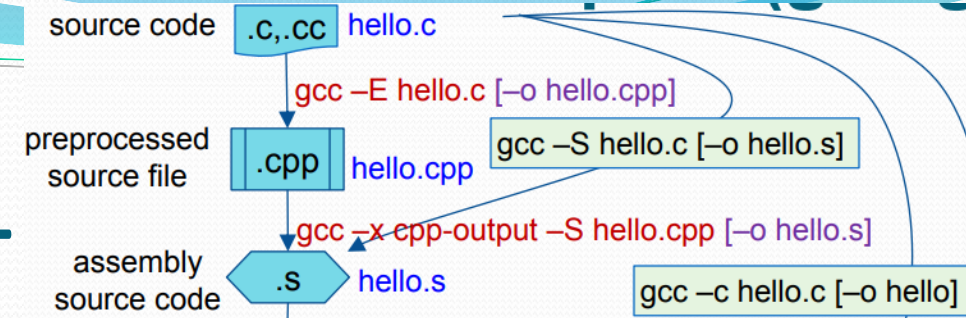 source code
.c,.cc
hello.c
gcc –E hello.c [–o hello.cpp]
preprocessed
source file
.cpp
hello.cpp
gcc –S hello.c [–o hello.s]
gcc –x cpp-output –S hello.cpp [–o hello.s]
assembly
source code
.s
hello.s
gcc –c hello.c [–o hello]